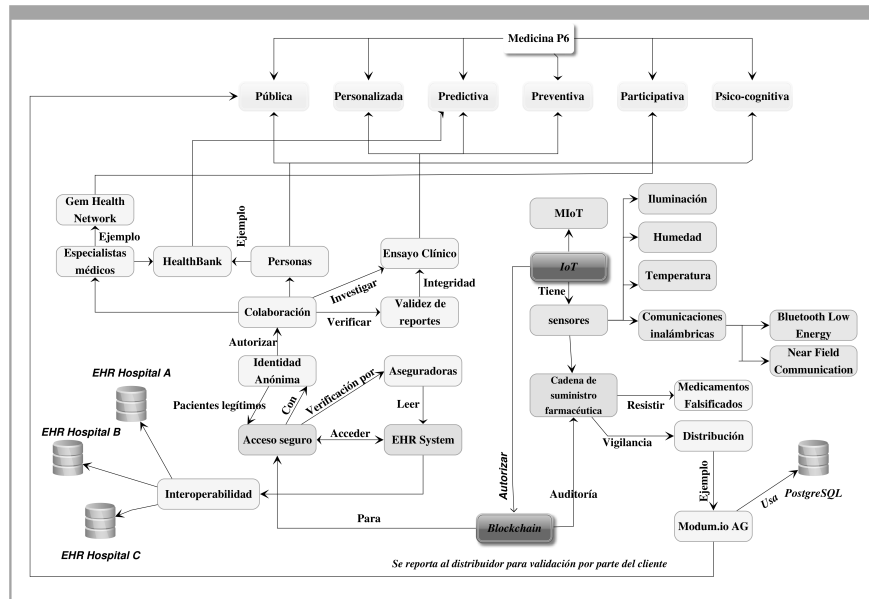 Medicina P6
Pública
Personalizada
Predictiva
Preventiva
Participativa
Psico-cognitiva
Gem Health
Network
Ejemplo
Especialistas
médicos
HealthBank
Ejemplo
Personas
Ensayo Clínico
Investigar
Integridad
Colaboración
Verificar
Validez de
reportes
Autorizar
Identidad
Anónima
Pacientes legítimos
Con
Verificación por
Aseguradoras
Leer
Acceso seguro
Acceder
EHR System
EHR Hospital A
EHR Hospital B
EHR Hospital C
Interoperabilidad
Para
MIoT
IoT
Tiene
sensores
Iluminación
Humedad
Temperatura
Comunicaciones
inalámbricas
Bluetooth Low
Energy
Near Field
Communication
Cadena de
suministro
farmacéutica
Resistir
Medicamentos
Falsificados
Vigilancia
Distribución
Autorizar
Auditoría
Ejemplo
Usa
PostgreSQL
Blockchain
Modum.io AG
Se reporta al distribuidor para validación por parte del cliente